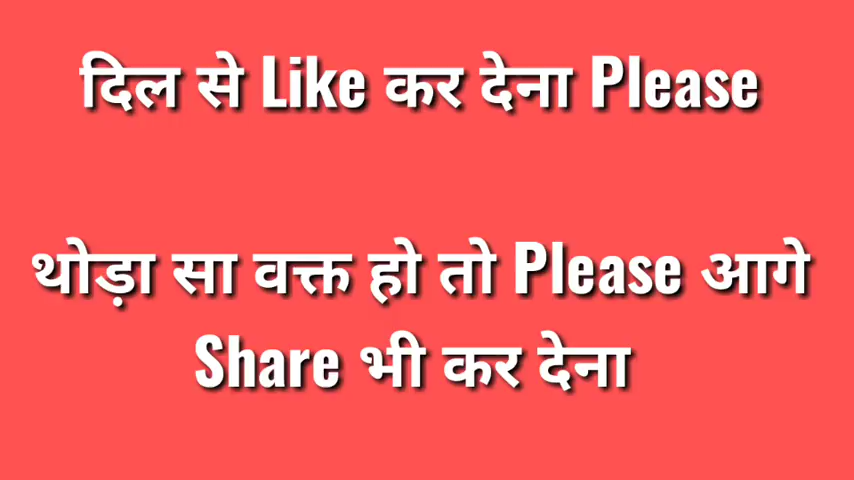 दिल से Like कर देना Please
थोड़ा सा वक्त हो तो Please आगे
Share भी कर देना